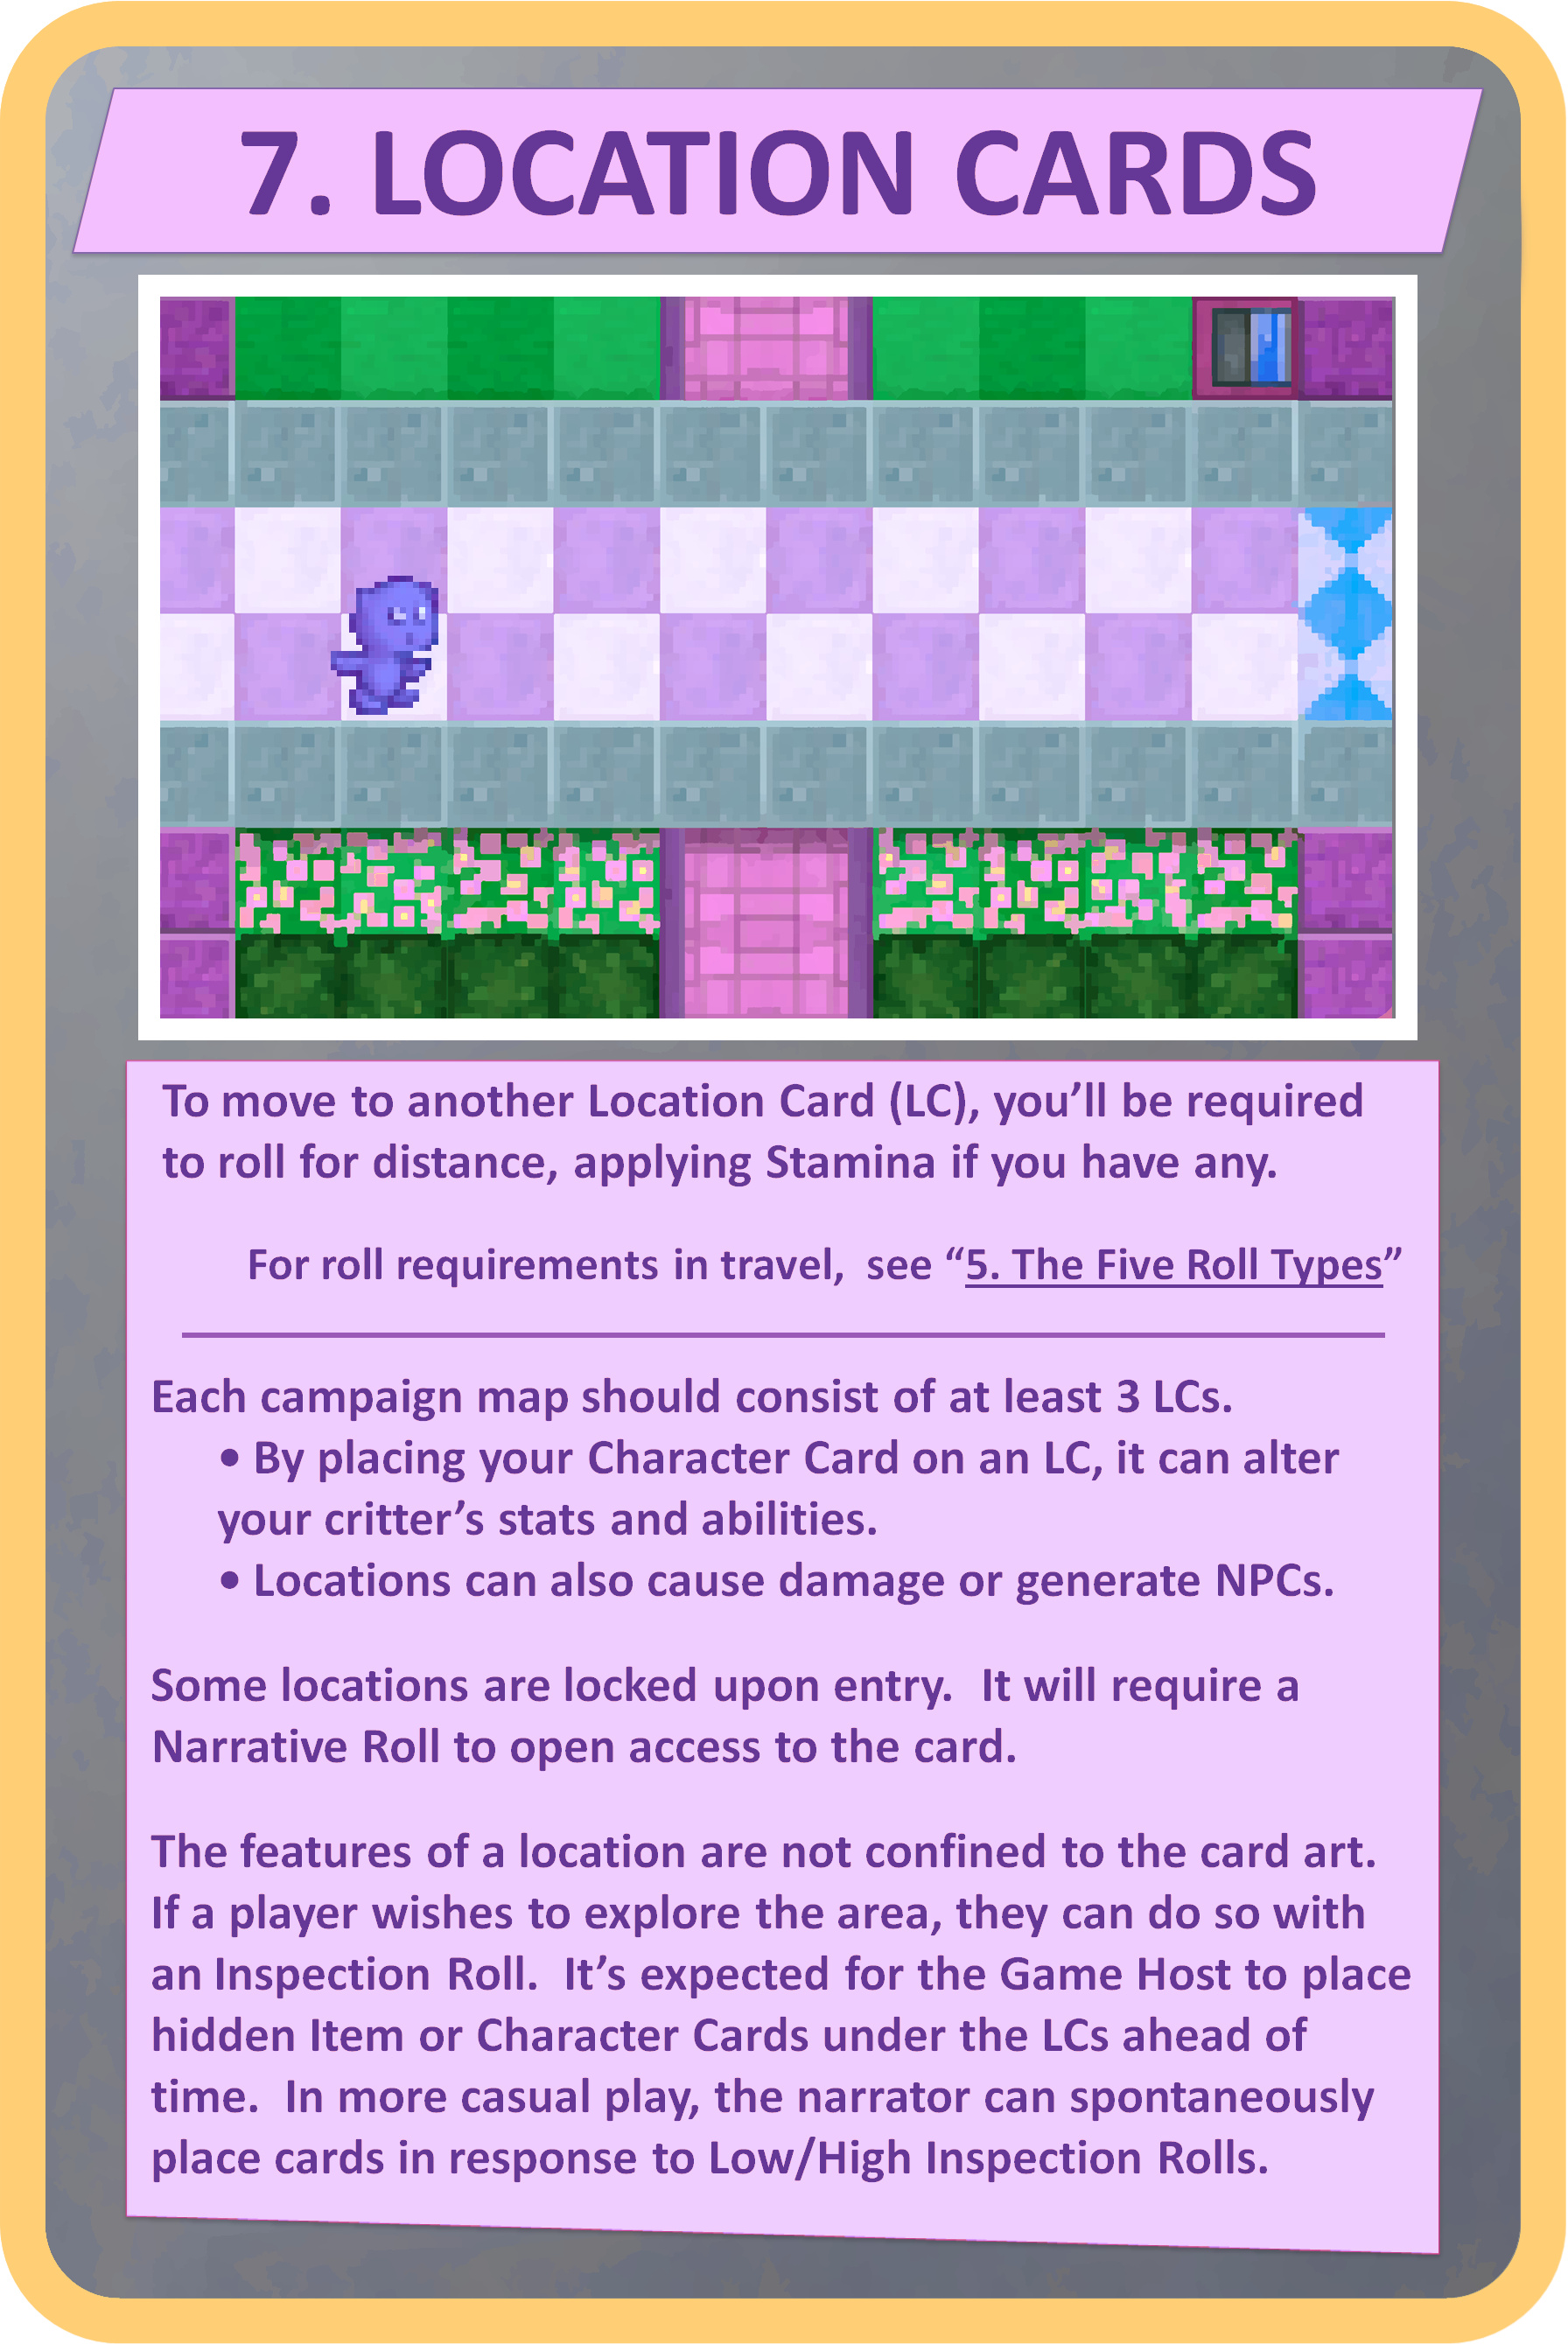 7. LOCATION CARDS
To move to another Location Card (LC), you’ll be required
to roll for distance, applying Stamina if you have any.
For roll requirements in travel,  see “5. The Five Roll Types”
Each campaign map should consist of at least 3 LCs.
• By placing your Character Card on an LC, it can alter
your critter’s stats and abilities.
• Locations can also cause damage or generate NPCs.
Some locations are locked upon entry.  It will require a
Narrative Roll to open access to the card.
The features of a location are not confined to the card art.
If a player wishes to explore the area, they can do so with
an Inspection Roll.  It’s expected for the Game Host to place
hidden Item or Character Cards under the LCs ahead of
time.  In more casual play, the narrator can spontaneously
place cards in response to Low/High Inspection Rolls.